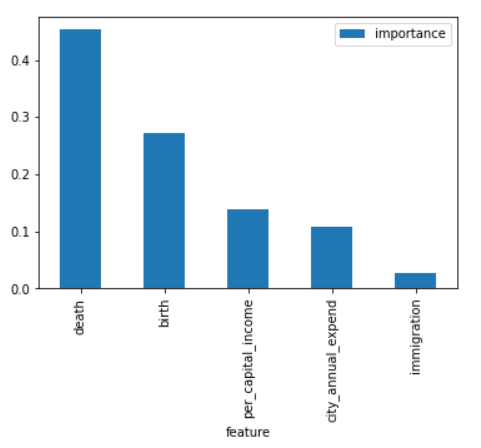 importance
0.4
0.3
0.2
0.1
0.0
death
birth
per_capital_income
city_annual_expend
immigration
feature